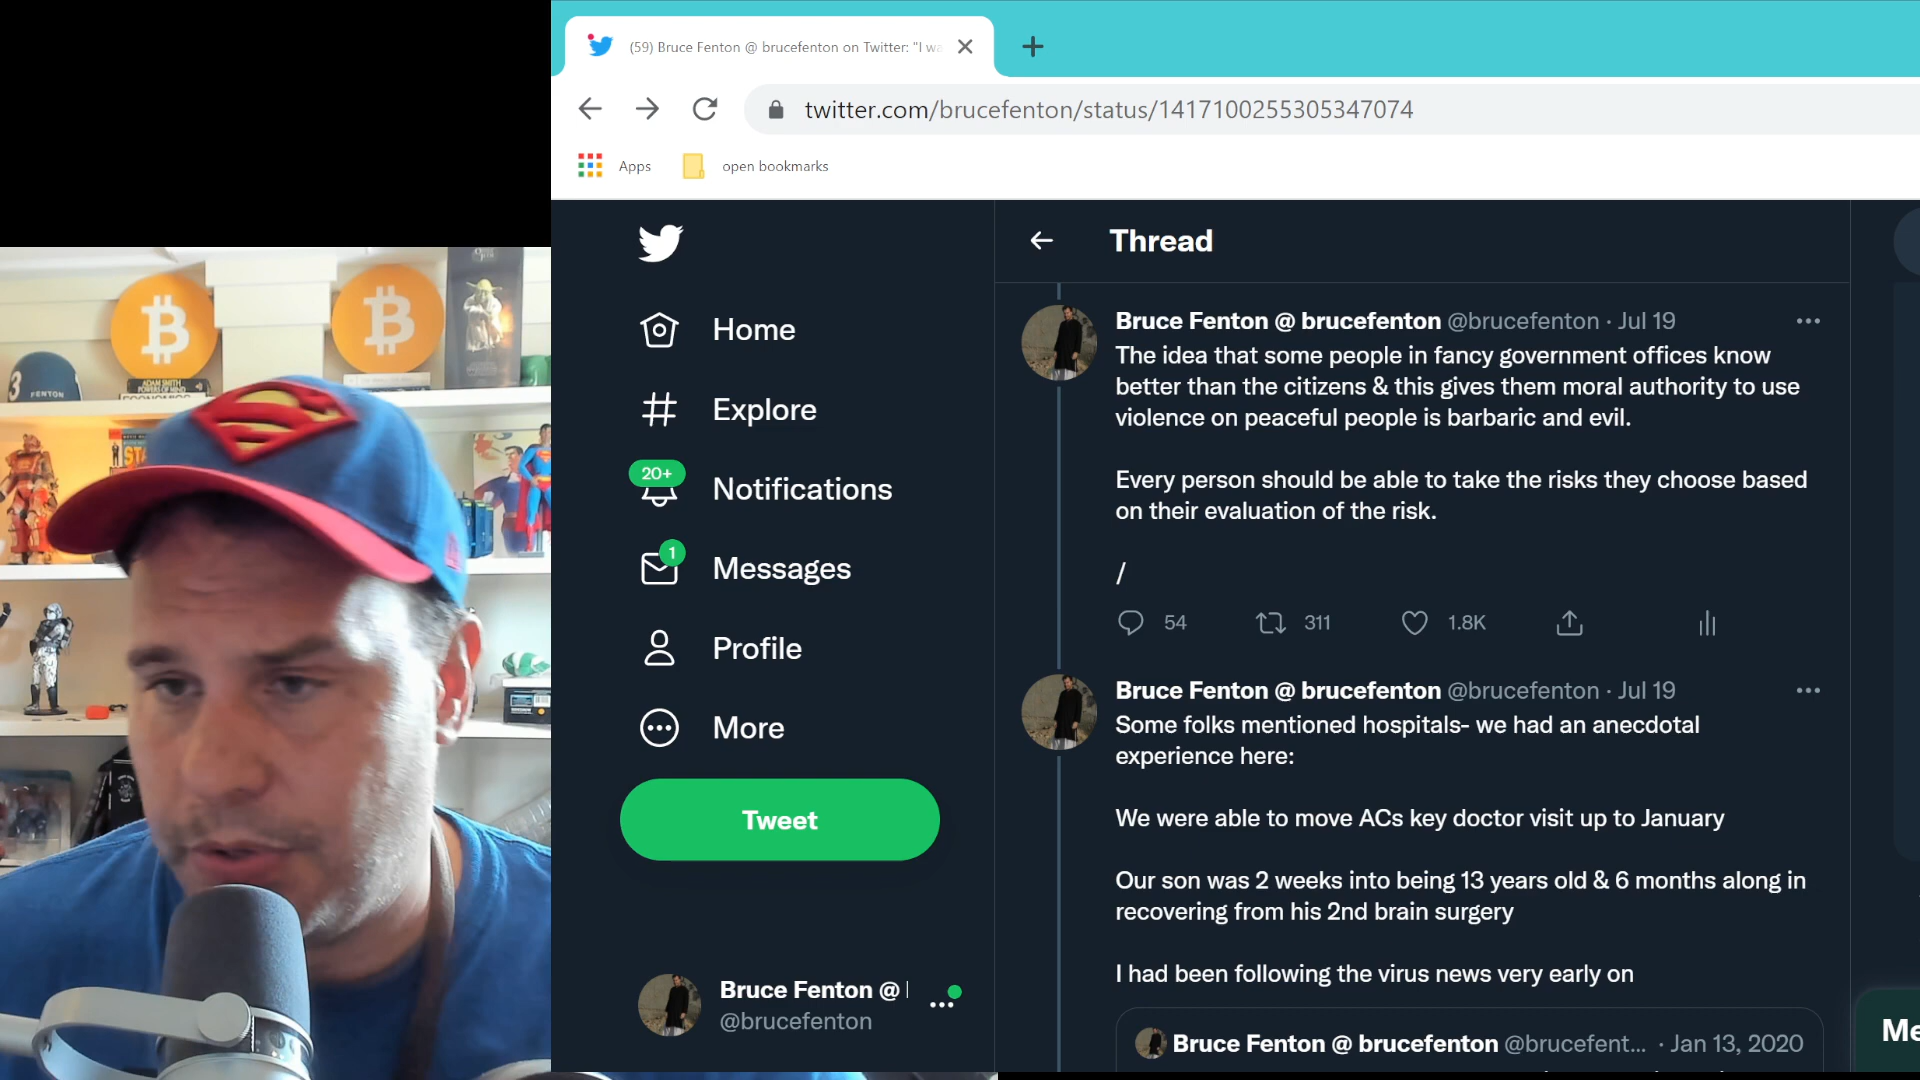 (59) Bruce Fenton @ brucefenton on Twitter: "I wa
twitter.com/brucefenton/status/1417100255305347074
Apps
open bookmarks
Thread
Home
Explore
20+
Notifications
1
Messages
Profile
More
Tweet
Bruce Fenton @
@brucefenton
Bruce Fenton @ brucefenton @brucefenton · Jul 19
The idea that some people in fancy government offices know
better than the citizens & this gives them moral authority to use
violence on peaceful people is barbaric and evil.
Every person should be able to take the risks they choose based
on their evaluation of the risk.
/
54
311
1.8K
Bruce Fenton @ brucefenton @brucefenton · Jul 19
Some folks mentioned hospitals- we had an anecdotal
experience here:
We were able to move ACs key doctor visit up to January
Our son was 2 weeks into being 13 years old & 6 months along in
recovering from his 2nd brain surgery
I had been following the virus news very early on
Bruce Fenton @ brucefenton @brucefent... · Jan 13, 2020
Me
3 FENTON
ADAM SMITH
ECONOMICS